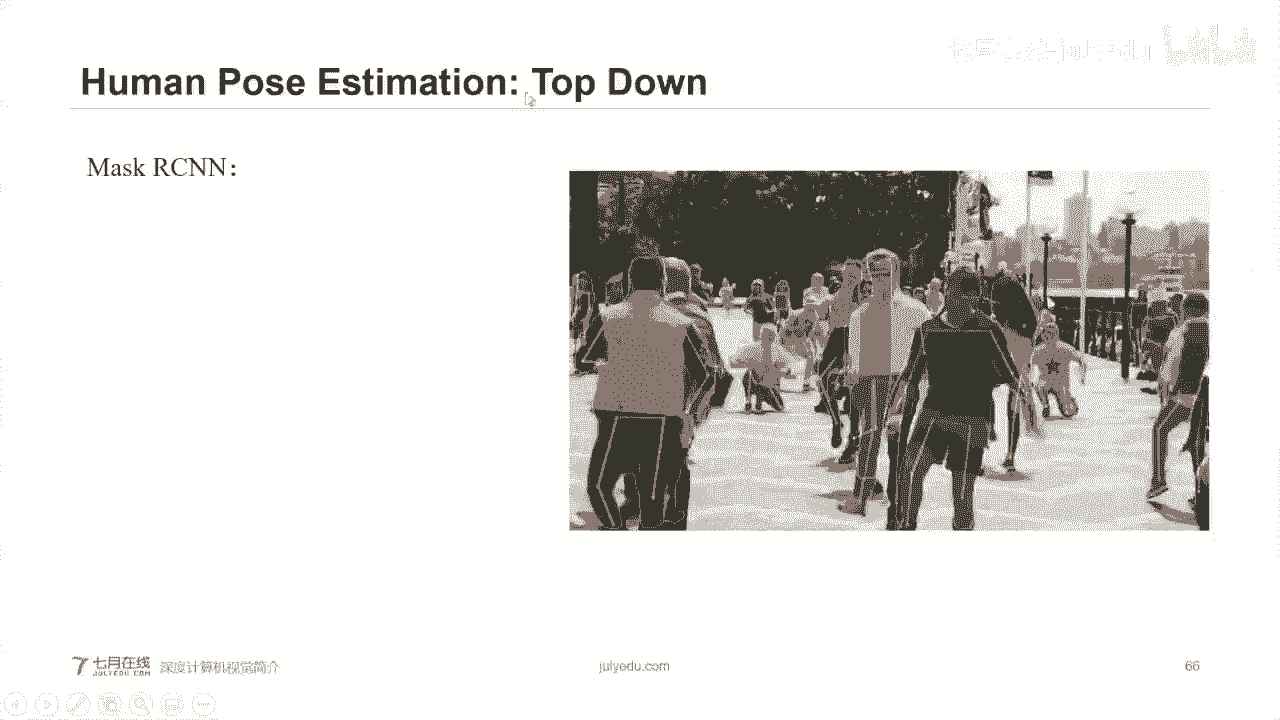 Human Pose Estimation: Top Down
Mask RCNN：
七月在线
JULYEDU.COM
深度计算机视觉简介
julyedu.com
66